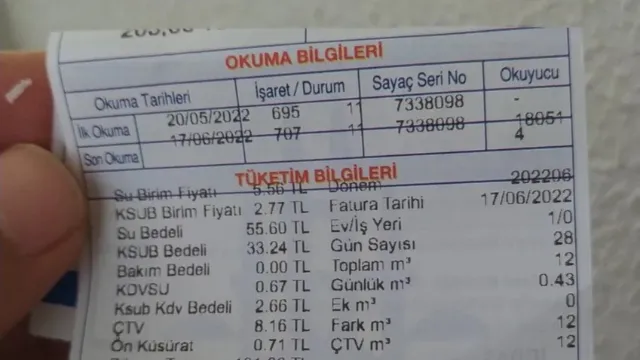 OKUMA BİLGİLERİ
Okuma Tarihleri İşaret / Durum Sayaç Seri No Okuyucu
İlk Okuma 20/05/2022 695 11 7338098 -
Son Okuma 17/06/2022 707 11 7338098 18051
4
TÜKETİM BİLGİLERİ
Su Birim Fiyatı 5.56 TL Dönem 202206
KSUB Birim Fiyatı 2.77 TL Fatura Tarihi 17/06/2022
Su Bedeli 55.60 TL Ev/İş Yeri 1/0
KSUB Bedeli 33.24 TL Gün Sayısı 28
Bakım Bedeli 0.00 TL Toplam m³ 12
KDVSU 0.67 TL Günlük m³ 0.43
Ksub Kdv Bedeli 2.66 TL Ek m³ 0
ÇTV 8.16 TL Fark m³ 12
Ön Küsürat 0.71 TL ÇTV m³ 12